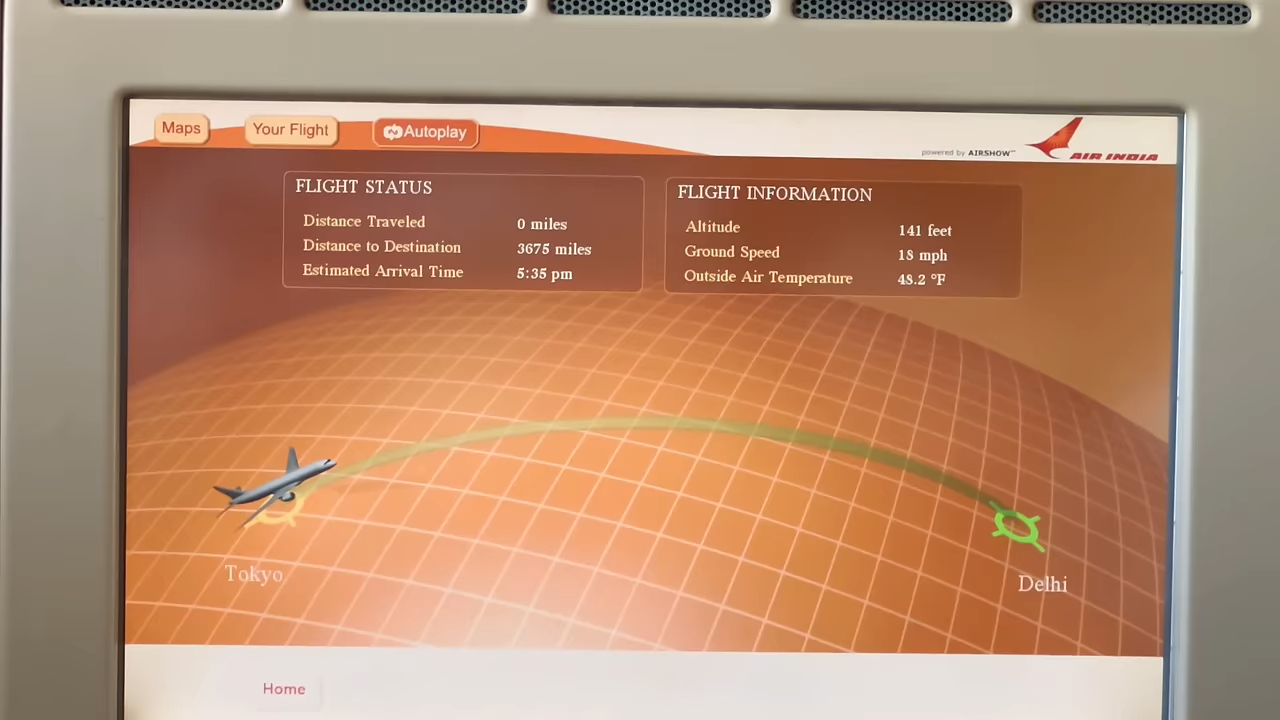 Maps
Your Flight
Autoplay
powered by AIRSHOW™
AIR INDIA
FLIGHT STATUS
Distance Traveled 0 miles
Distance to Destination 3675 miles
Estimated Arrival Time 5:35 pm
FLIGHT INFORMATION
Altitude 141 feet
Ground Speed 18 mph
Outside Air Temperature 48.2 °F
Tokyo
Delhi
Home